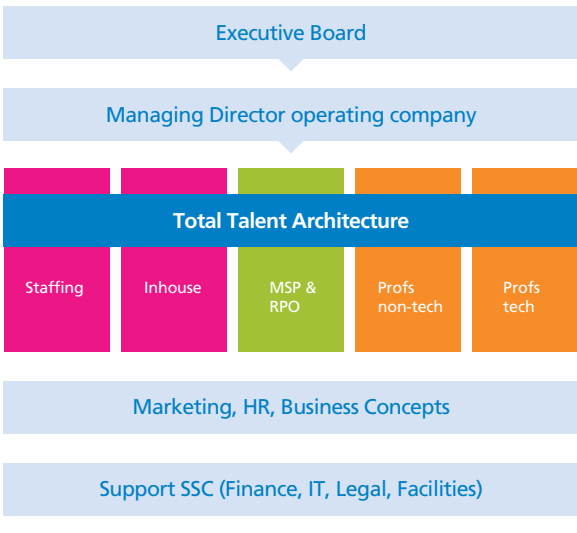 Executive Board
Managing Director operating company
Total Talent Architecture
Staffing
Inhouse
MSP &
RPO
Profs
non-tech
Profs
tech
Marketing, HR, Business Concepts
Support SSC (Finance, IT, Legal, Facilities)